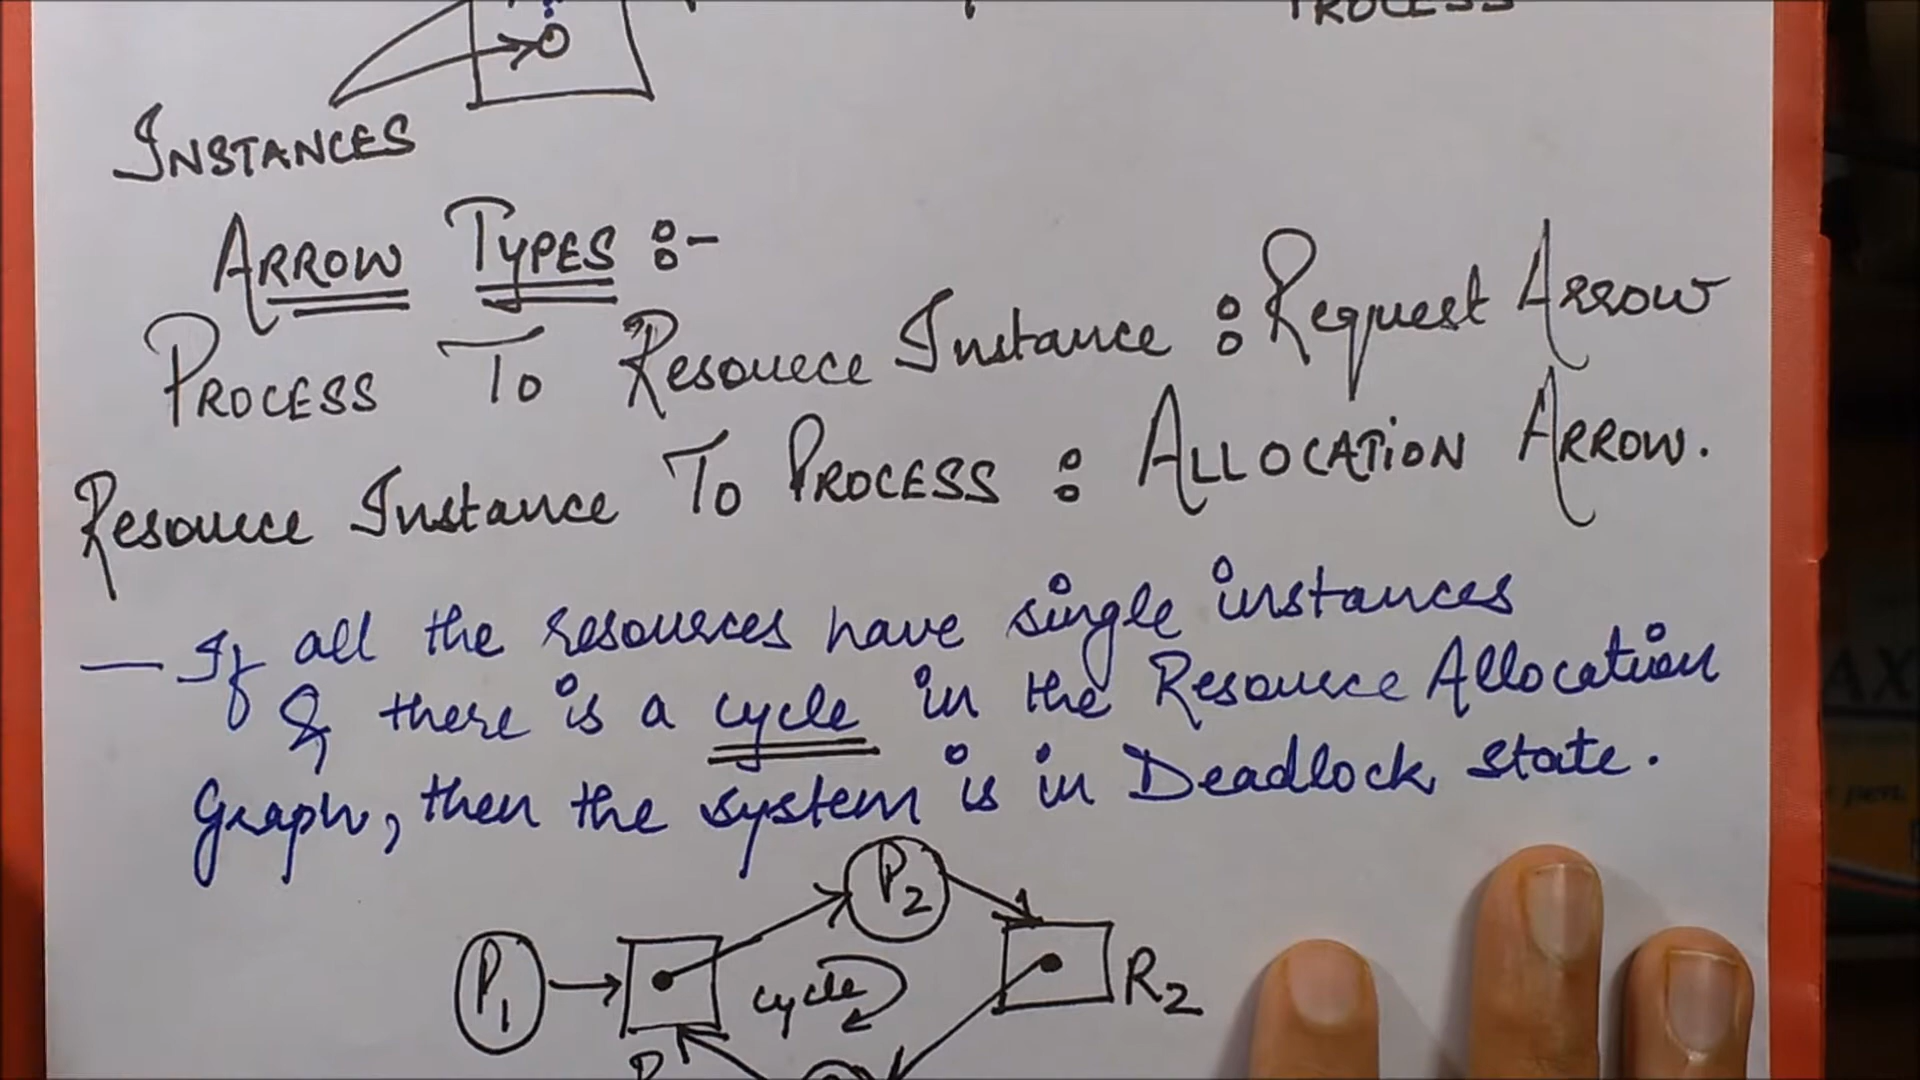 PROCESS
INSTANCES
ARROW TYPES :-
PROCESS TO Resource Instance : Request Arrow
Resource Instance To PROCESS : ALLOCATION ARROW.
— If all the resources have single instances
& there is a cycle in the Resource Allocation
Graph, then the system is in Deadlock state.
P2
P1
cycle
R2